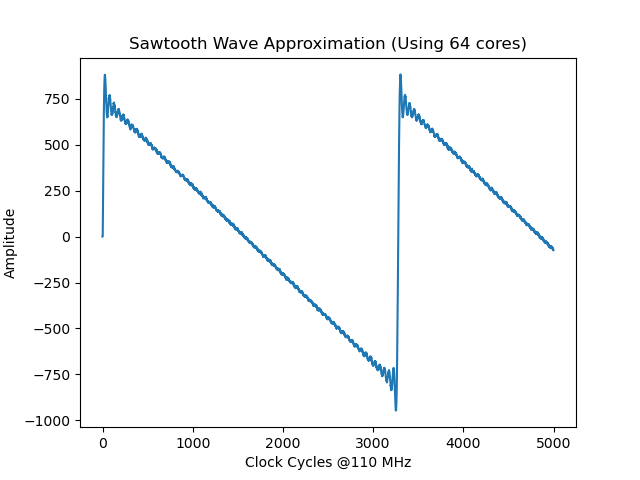 Sawtooth Wave Approximation (Using 64 cores)
Amplitude
750
500
250
0
−250
−500
−750
−1000
0 1000 2000 3000 4000 5000
Clock Cycles @110 MHz